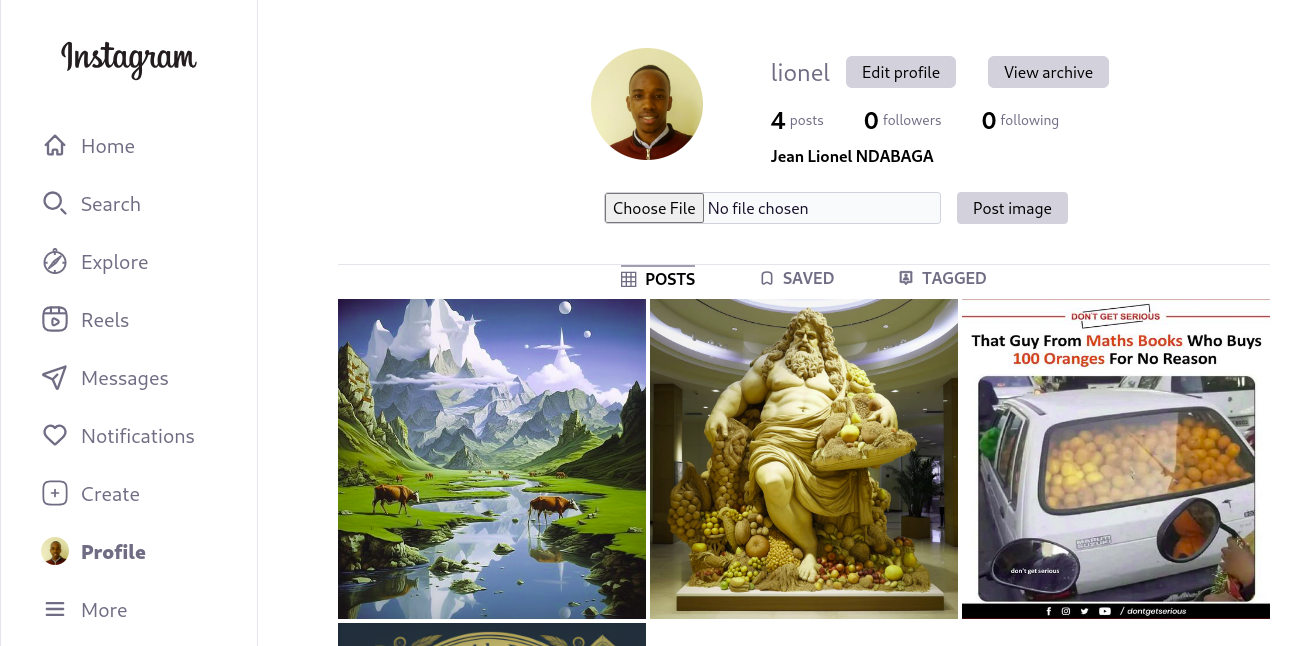 Instagram
Home
Search
Explore
Reels
Messages
Notifications
Create
Profile
More
lionel Edit profile View archive
4 posts 0 followers 0 following
Jean Lionel NDABAGA
Choose File No file chosen Post image
POSTS SAVED TAGGED
DON'T GET SERIOUS
That Guy From Maths Books Who Buys
100 Oranges For No Reason
MARUTI
SUZUKI
don't get serious
/ dontgetserious